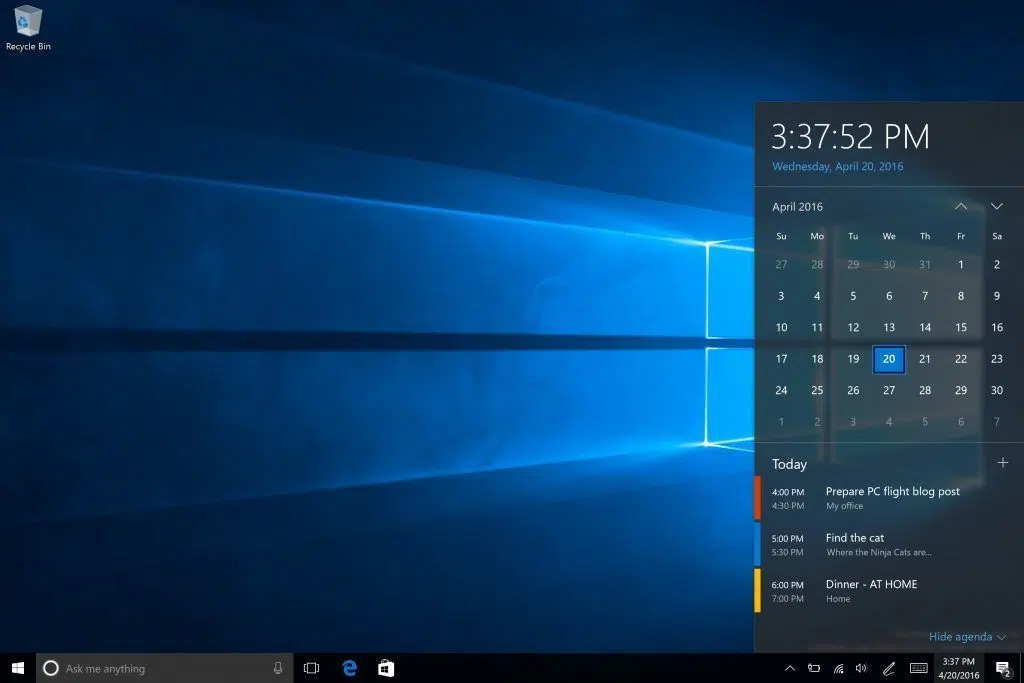 Recycle Bin
3:37:52 PM
Wednesday, April 20, 2016
April 2016
Su Mo Tu We Th Fr Sa
27 28 29 30 31 1 2
3 4 5 6 7 8 9
10 11 12 13 14 15 16
17 18 19 20 21 22 23
24 25 26 27 28 29 30
1 2 3 4 5 6 7
Today
4:00 PM Prepare PC flight blog post
4:30 PM My office
5:00 PM Find the cat
5:30 PM Where the Ninja Cats are...
6:00 PM Dinner - AT HOME
7:00 PM Home
Hide agenda
Ask me anything
3:37 PM
4/20/2016
2